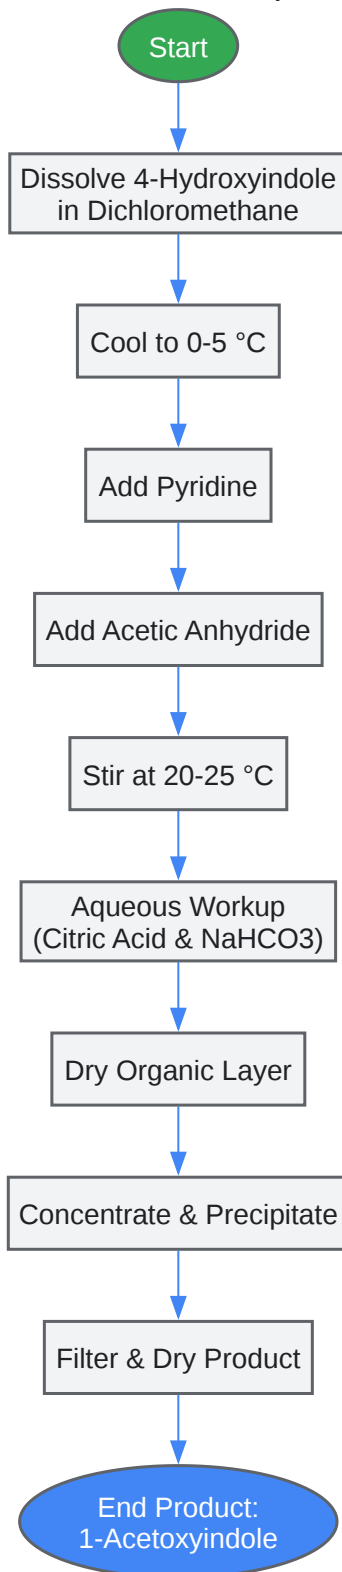 Start
Dissolve 4-Hydroxyindole
in Dichloromethane
Cool to 0-5 °C
Add Pyridine
Add Acetic Anhydride
Stir at 20-25 °C
Aqueous Workup
(Citric Acid & NaHCO3)
Dry Organic Layer
Concentrate & Precipitate
Filter & Dry Product
End Product:
1-Acetoxyindole